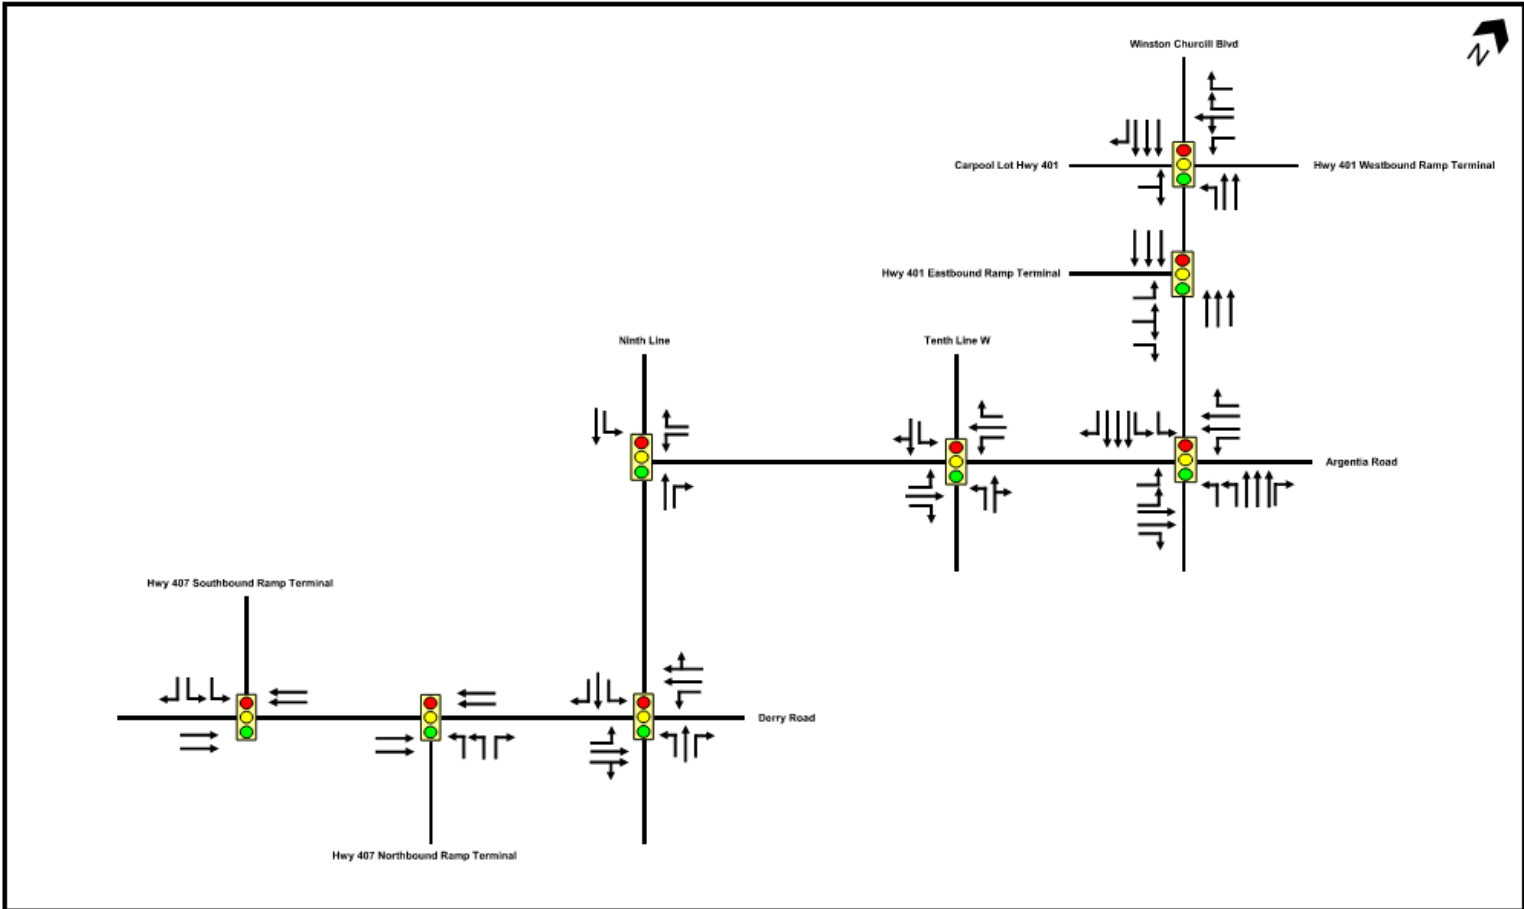 Winston Churcill Blvd
N
Carpool Lot Hwy 401
Hwy 401 Westbound Ramp Terminal
Hwy 401 Eastbound Ramp Terminal
Ninth Line
Tenth Line W
Argentia Road
Hwy 407 Southbound Ramp Terminal
Derry Road
Hwy 407 Northbound Ramp Terminal